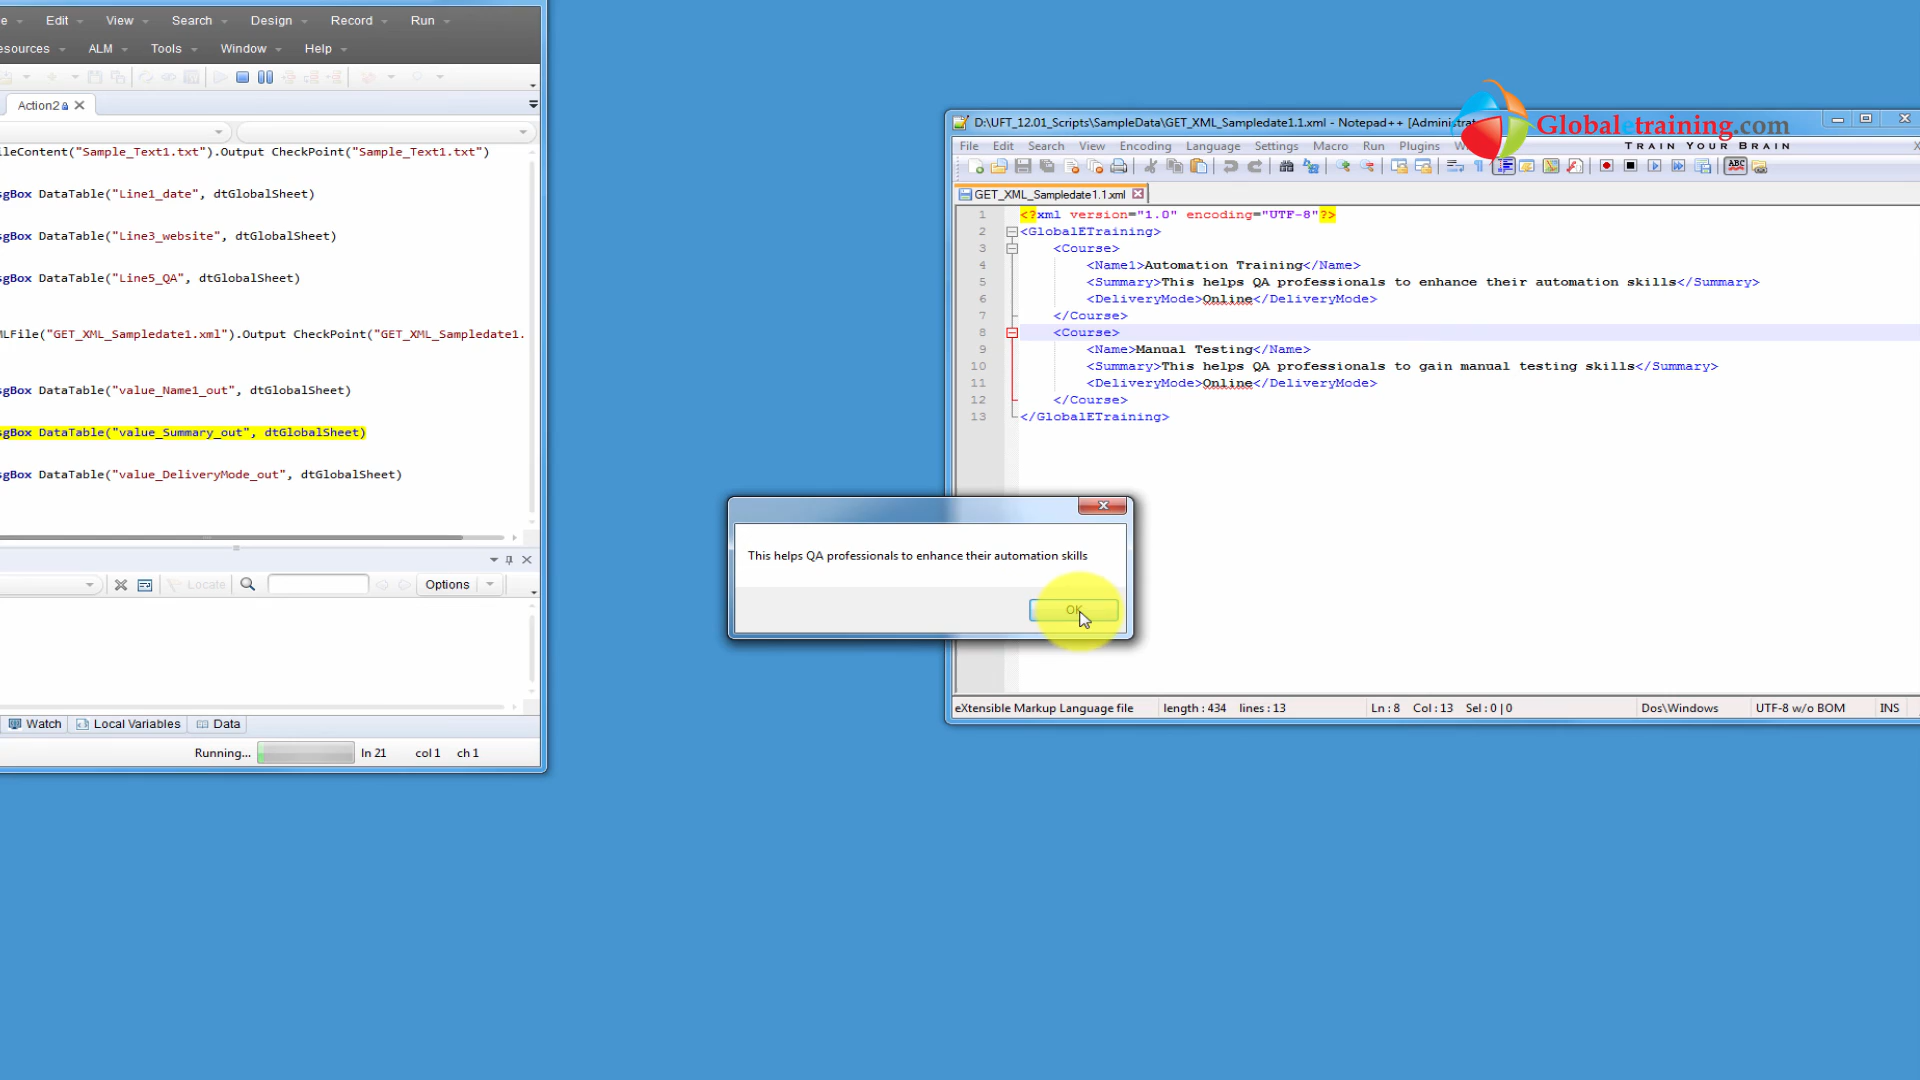 Edit View Search Design Record Run
ALM Tools Window Help
Action2
ileContent("Sample_Text1.txt").Output CheckPoint("Sample_Text1.txt")
sgBox DataTable("Line1_date", dtGlobalSheet)
sgBox DataTable("Line3_website", dtGlobalSheet)
sgBox DataTable("Line5_QA", dtGlobalSheet)
MLFile("GET_XML_Sampledate1.xml").Output CheckPoint("GET_XML_Sampledate1.
sgBox DataTable("value_Name1_out", dtGlobalSheet)
sgBox DataTable("value_Summary_out", dtGlobalSheet)
sgBox DataTable("value_DeliveryMode_out", dtGlobalSheet)
Locate Options
Watch Local Variables Data
Running... ln 21 col 1 ch 1
D:\UFT_12.01_Scripts\SampleData\GET_XML_Sampledate1.1.xml - Notepad++ [Administrat
Globaletraining.com
TRAIN YOUR BRAIN
File Edit Search View Encoding Language Settings Macro Run Plugins
GET_XML_Sampledate1.1.xml
1 <?xml version="1.0" encoding="UTF-8"?>
2 <GlobalETraining>
3 <Course>
4 <Name1>Automation Training</Name>
5 <Summary>This helps QA professionals to enhance their automation skills</Summary>
6 <DeliveryMode>Online</DeliveryMode>
7 </Course>
8 <Course>
9 <Name>Manual Testing</Name>
10 <Summary>This helps QA professionals to gain manual testing skills</Summary>
11 <DeliveryMode>Online</DeliveryMode>
12 </Course>
13 </GlobalETraining>
eXtensible Markup Language file length : 434 lines : 13 Ln : 8 Col : 13 Sel : 0 | 0 Dos\Windows UTF-8 w/o BOM INS
This helps QA professionals to enhance their automation skills
OK